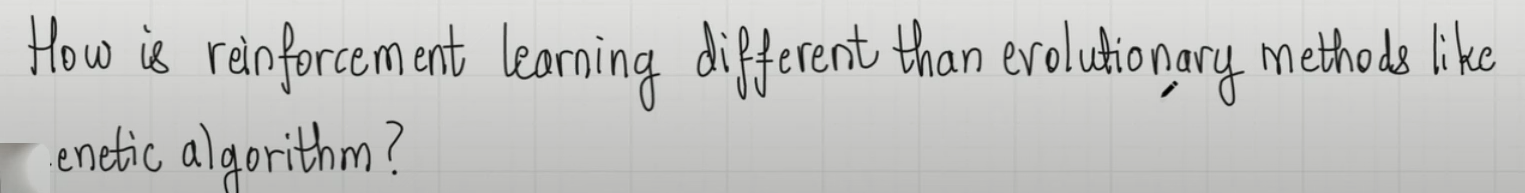 How is reinforcement learning different than evolutionary methods like
enetic algorithm?